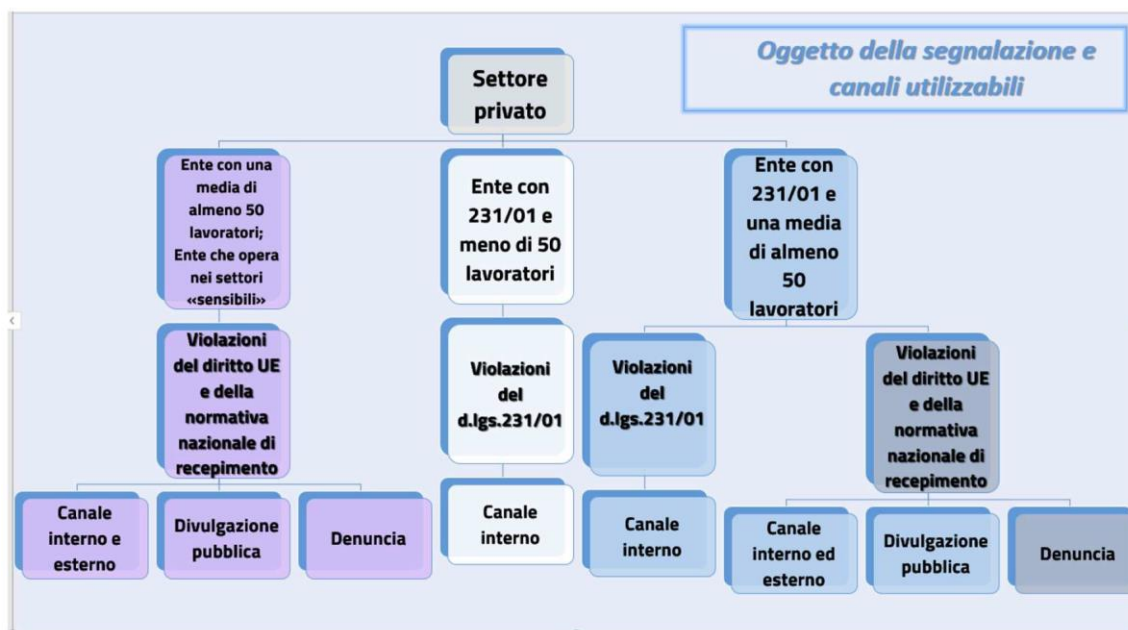 Oggetto della segnalazione e
canali utilizzabili
Settore
privato
Ente con una
media di
almeno 50
lavoratori;
Ente che opera
nei settori
«sensibili»
Ente con
231/01 e
meno di 50
lavoratori
Ente con
231/01 e
una media
di almeno
50
lavoratori
Violazioni
del diritto UE
e della
normativa
nazionale di
recepimento
Violazioni
del
d.lgs.231/01
Violazioni
del
d.lgs.231/01
Violazioni
del diritto UE
e della
normativa
nazionale di
recepimento
Canale
interno e
esterno
Divulgazione
pubblica
Denuncia
Canale
interno
Canale
interno
Canale
interno ed
esterno
Divulgazione
pubblica
Denuncia